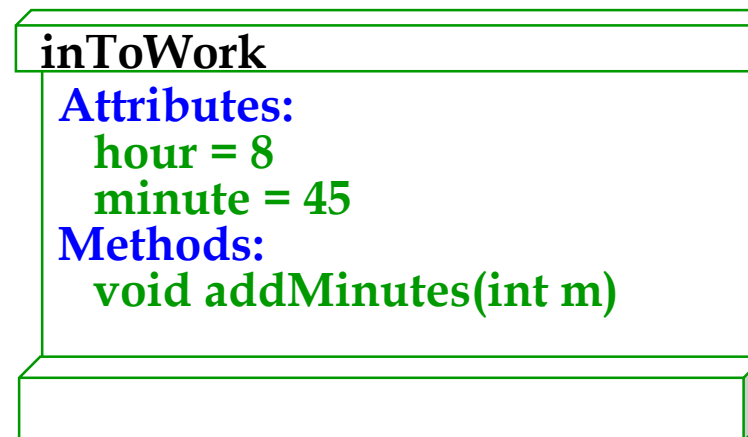 inToWork
Attributes:
hour = 8
minute = 45
Methods:
void addMinutes(int m)